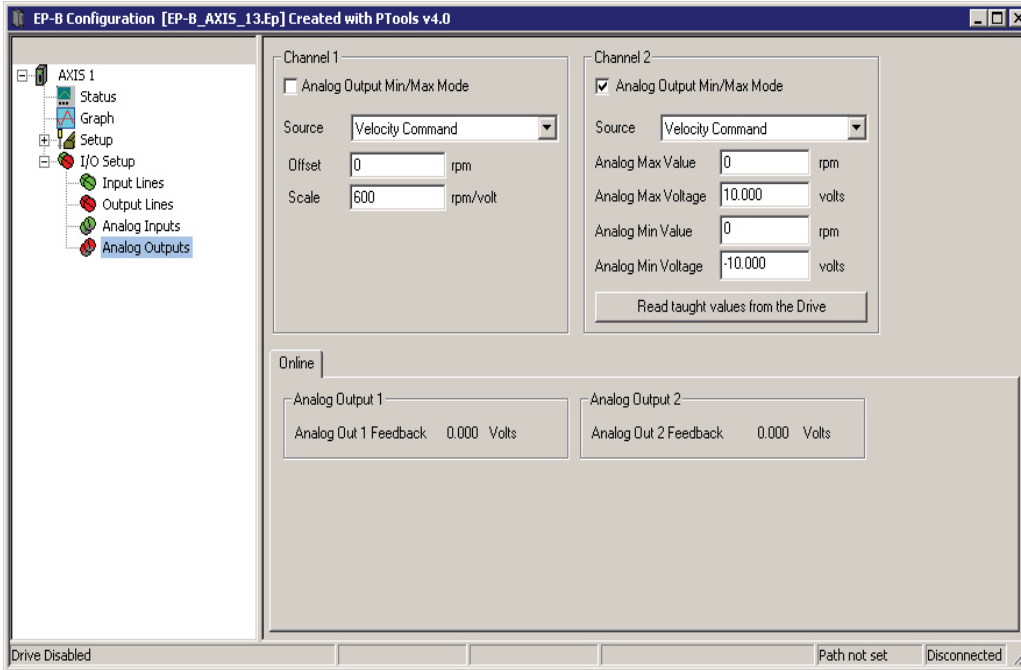 EP-B Configuration [EP-B_AXIS_13.Ep] Created with PTools v4.0
AXIS 1
Status
Graph
Setup
I/O Setup
Input Lines
Output Lines
Analog Inputs
Analog Outputs
Channel 1
Analog Output Min/Max Mode
Source Velocity Command
Offset 0 rpm
Scale 600 rpm/volt
Channel 2
Analog Output Min/Max Mode
Source Velocity Command
Analog Max Value 0 rpm
Analog Max Voltage 10.000 volts
Analog Min Value 0 rpm
Analog Min Voltage -10.000 volts
Read taught values from the Drive
Online
Analog Output 1
Analog Out 1 Feedback 0.000 Volts
Analog Output 2
Analog Out 2 Feedback 0.000 Volts
Drive Disabled Path not set Disconnected